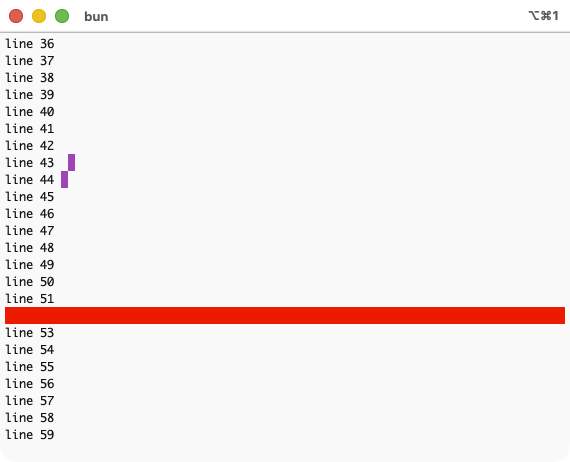 bun
⌥⌘1
line 36
line 37
line 38
line 39
line 40
line 41
line 42
line 43
line 44
line 45
line 46
line 47
line 48
line 49
line 50
line 51
line 53
line 54
line 55
line 56
line 57
line 58
line 59